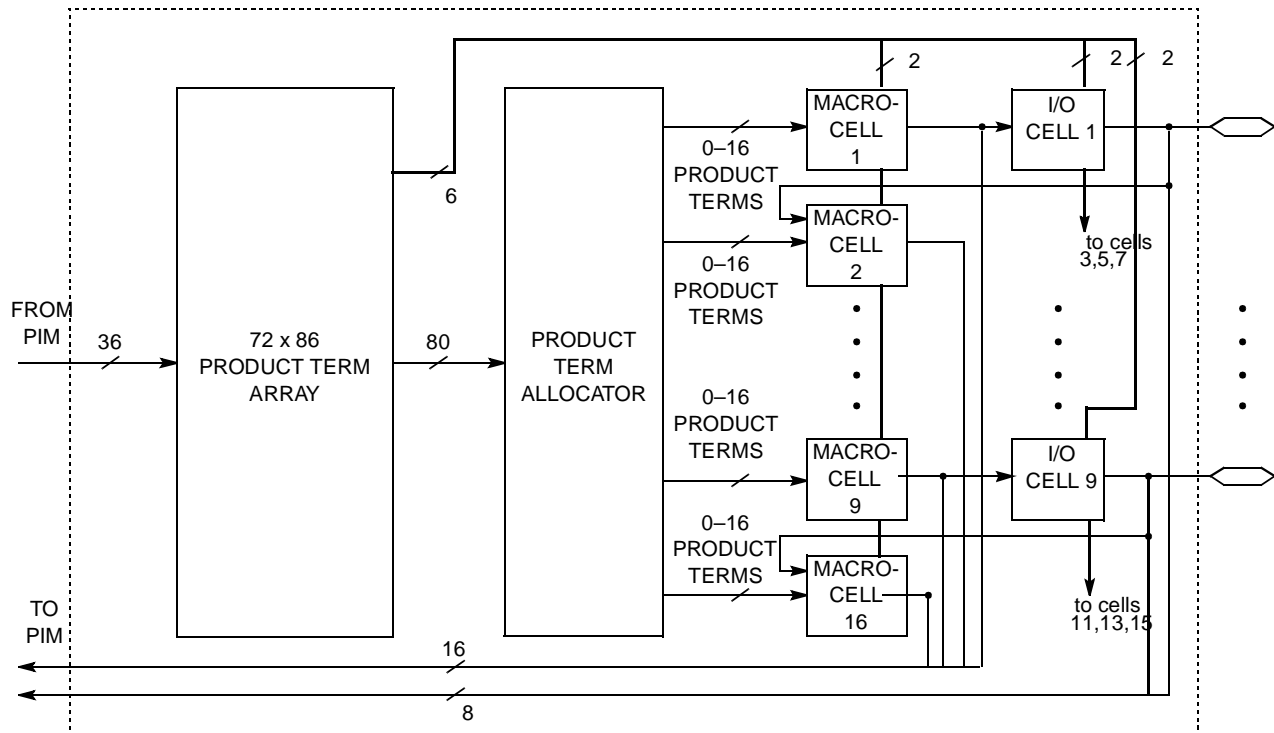 2
2
2
MACRO-
CELL
1
I/O
CELL 1
0–16
PRODUCT
TERMS
6
MACRO-
CELL
2
to cells
3,5,7
0–16
PRODUCT
TERMS
FROM
PIM
36
72 x 86
PRODUCT TERM
ARRAY
80
PRODUCT
TERM
ALLOCATOR
0–16
PRODUCT
TERMS
MACRO-
CELL
9
I/O
CELL 9
0–16
PRODUCT
TERMS
MACRO-
CELL
16
to cells
11,13,15
TO
PIM
16
8